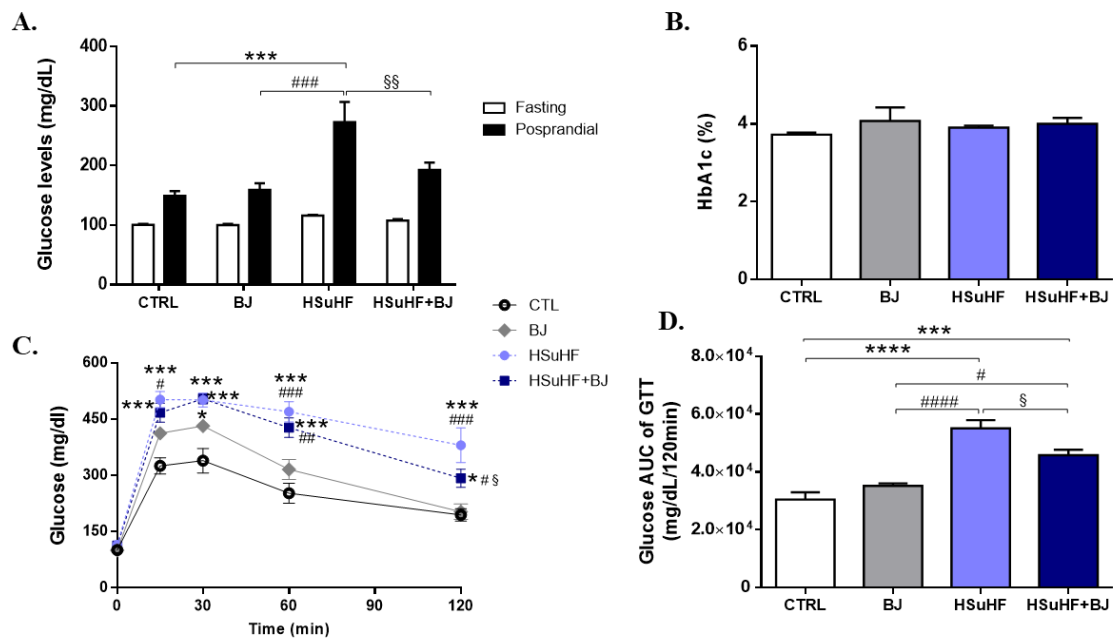 A.
Glucose levels (mg/dL)
400
300
200
100
0
***
###
§§
Fasting
Posprandial
CTRL BJ HSuHF HSuHF+BJ
B.
HbA1c (%)
6
4
2
0
CTRL BJ HSuHF HSuHF+BJ
CTL
BJ
HSuHF
HSuHF+BJ
C.
Glucose (mg/dl)
600
450
300
150
0
***
#
***
***
***
*
***
###
***
##
***
###
* # §
0 30 60 90 120
Time (min)
D.
Glucose AUC of GTT
(mg/dL/120min)
8.0×10⁴
6.0×10⁴
4.0×10⁴
2.0×10⁴
0
***
****
#
####
§
CTRL BJ HSuHF HSuHF+BJ